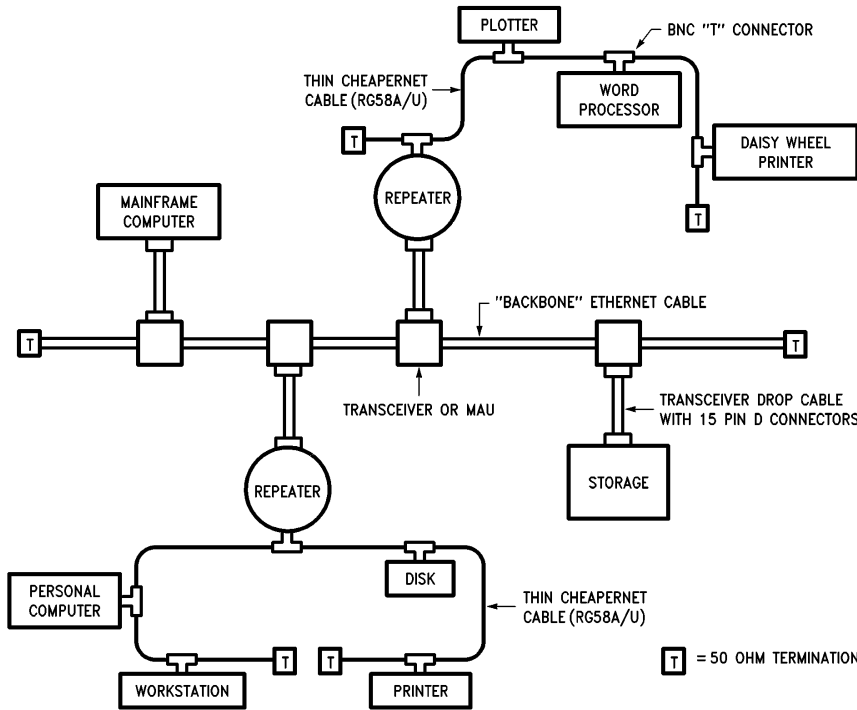 PLOTTER
BNC "T" CONNECTOR
THIN CHEAPERNET
CABLE (RG58A/U)
WORD
PROCESSOR
T
DAISY WHEEL
PRINTER
REPEATER
MAINFRAME
COMPUTER
T
"BACKBONE" ETHERNET CABLE
T
T
TRANSCEIVER OR MAU
TRANSCEIVER DROP CABLE
WITH 15 PIN D CONNECTORS
REPEATER
STORAGE
DISK
PERSONAL
COMPUTER
THIN CHEAPERNET
CABLE (RG58A/U)
T
T
T = 50 OHM TERMINATION
WORKSTATION
PRINTER